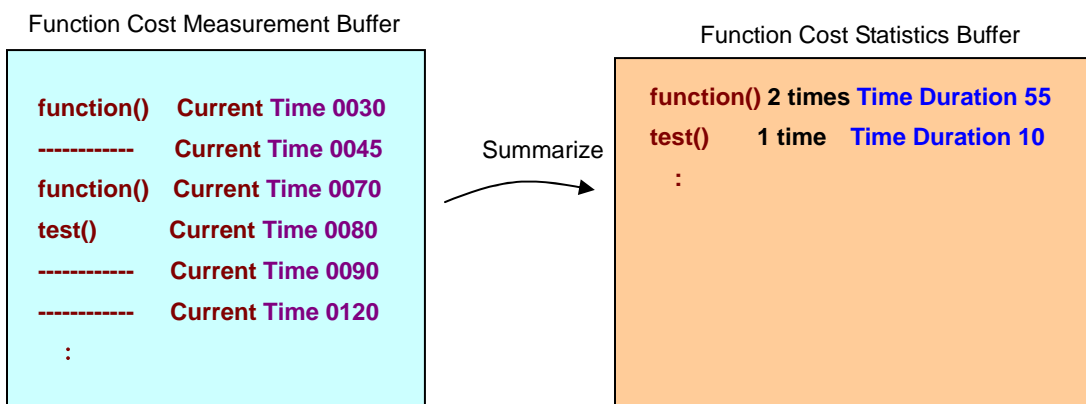 Function Cost Measurement Buffer
function() Current Time 0030
------------ Current Time 0045
function() Current Time 0070
test() Current Time 0080
------------ Current Time 0090
------------ Current Time 0120
:
Summarize
Function Cost Statistics Buffer
function() 2 times Time Duration 55
test() 1 time Time Duration 10
: